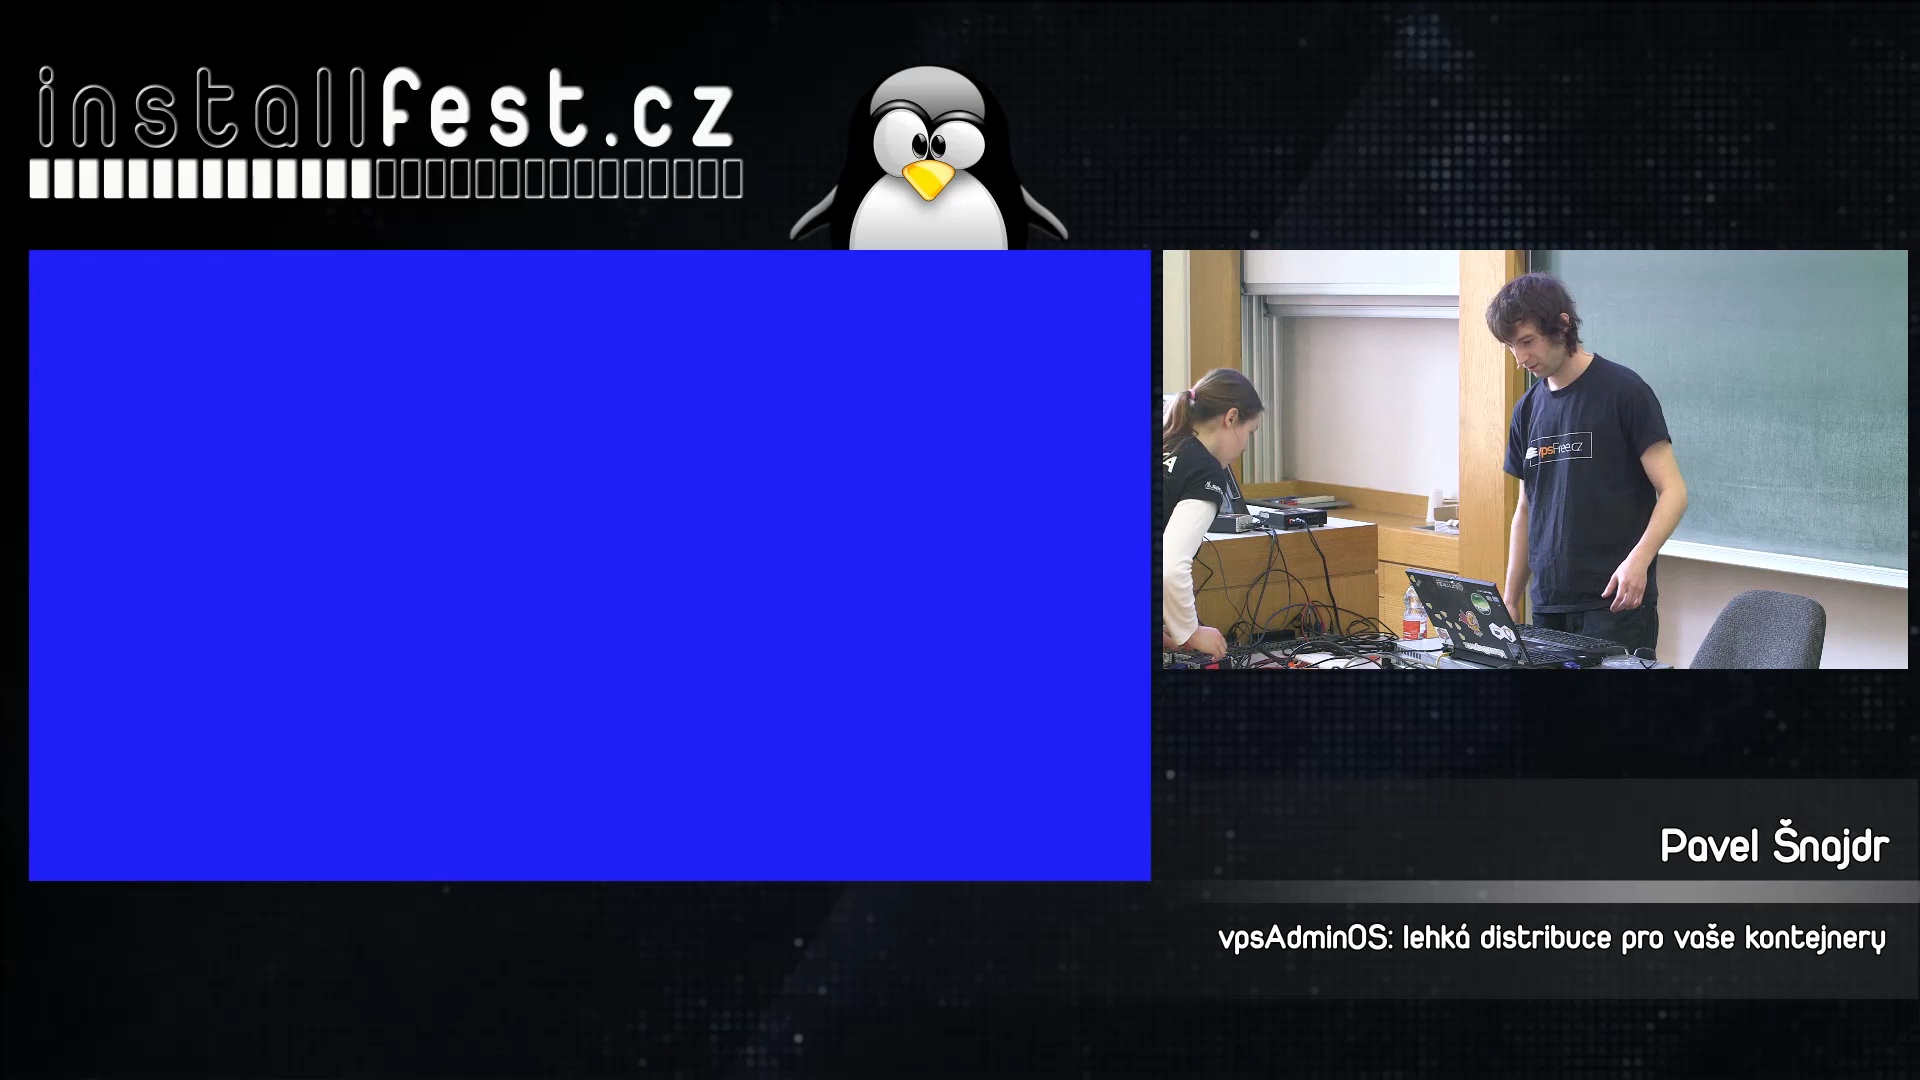 installfest.cz
vpsFree.cz
Pavel Šnajdr
vpsAdminOS: lehká distribuce pro vaše kontejnery